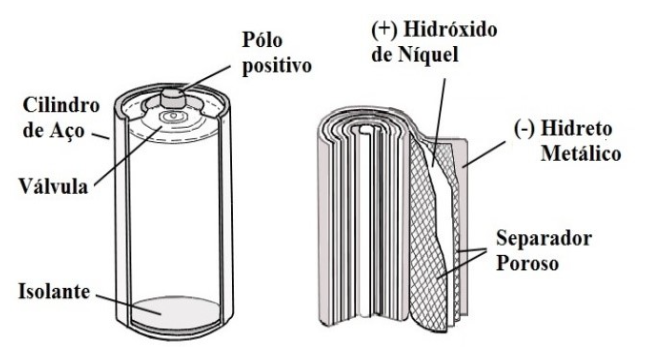 Pólo
positivo
Cilindro
de Aço
Válvula
Isolante
(+) Hidróxido
de Níquel
(-) Hidreto
Metálico
Separador
Poroso